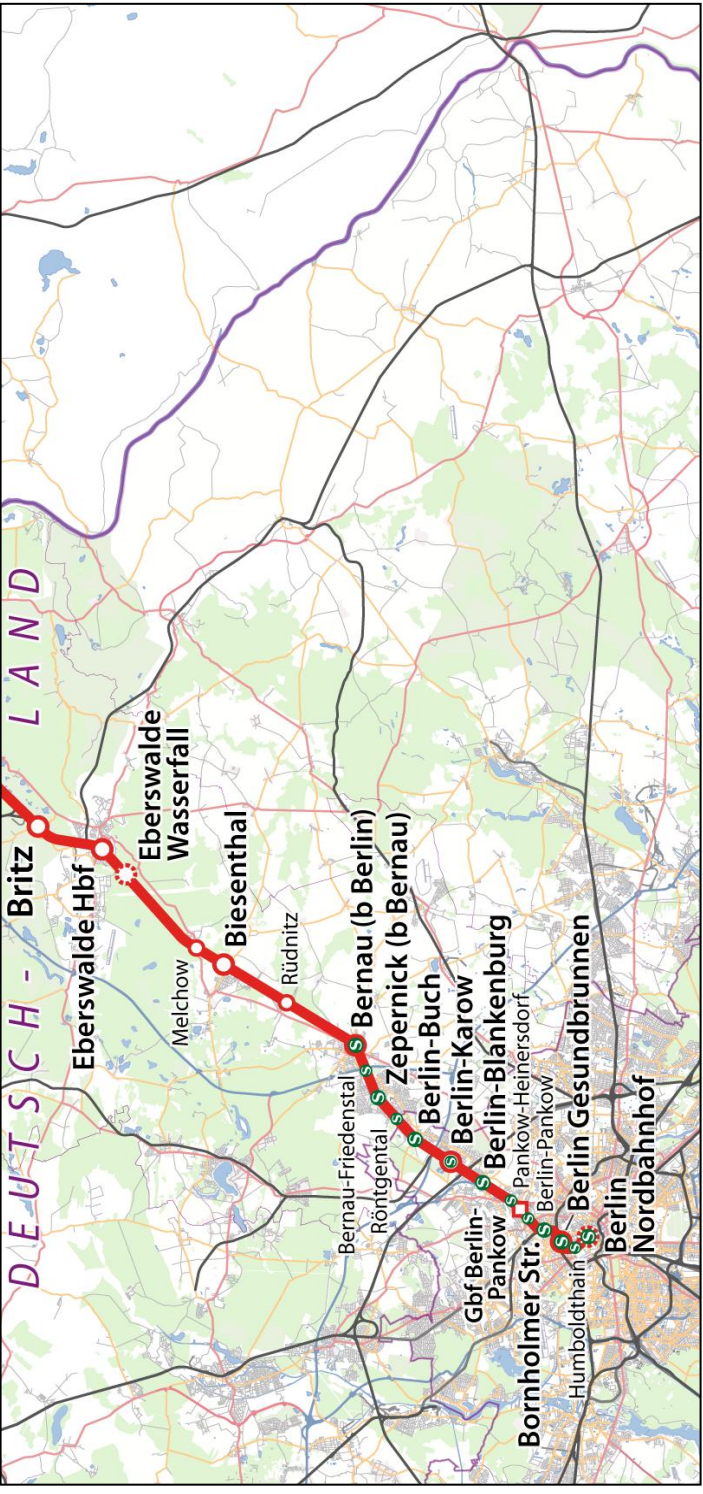 DEUTSCH-
LAND
Britz
Eberswalde Hbf
Eberswalde
Wasserfall
Melchow
Biesenthal
Rüdnitz
Bernau (b Berlin)
Bernau-Friedenstal
Zepernick (b Bernau)
Röntgental
Berlin-Buch
Berlin-Karow
Berlin-Blankenburg
Pankow-Heinersdorf
Gbf Berlin-
Pankow
Berlin-Pankow
Bornholmer Str.
Berlin Gesundbrunnen
Humboldthain
Berlin
Nordbahnhof
S
S
S
S
S
S
S
S
S
S
S
S
S